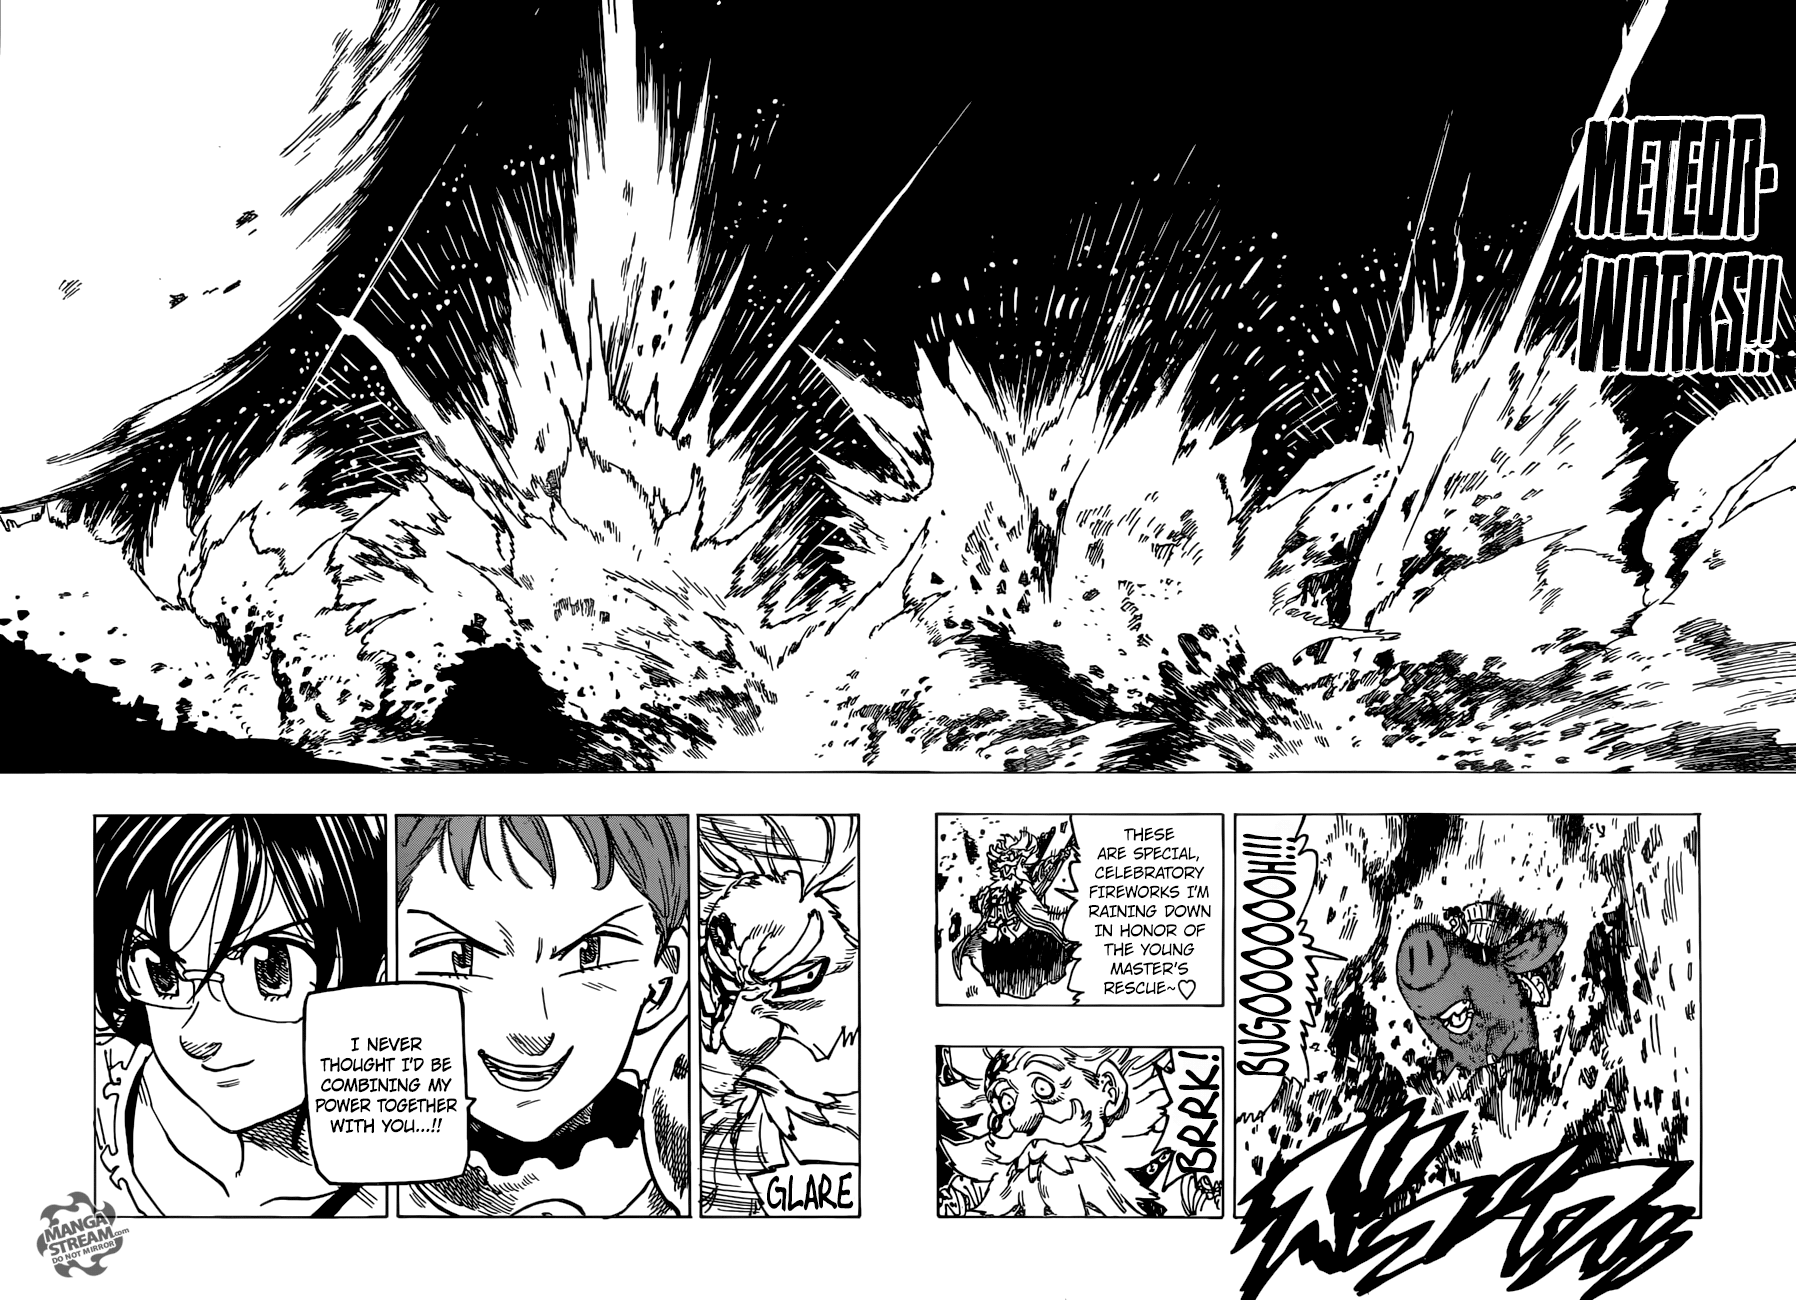 METEOR-
WORKS!!
BUGOOOOOOOOH!!!
THESE
ARE SPECIAL,
CELEBRATORY
FIREWORKS I'M
RAINING DOWN
IN HONOR OF
THE YOUNG
MASTER'S
RESCUE~♡
BRRK!
GLARE
I NEVER
THOUGHT I'D BE
COMBINING MY
POWER TOGETHER
WITH YOU...!!
MANGA
STREAM.com
DO NOT MIRROR